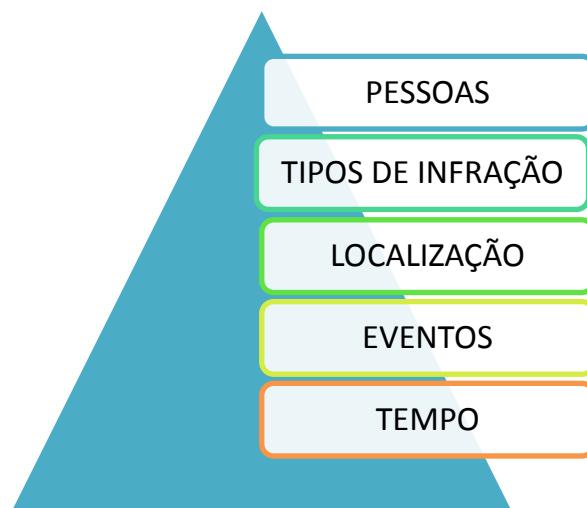 PESSOAS
TIPOS DE INFRAÇÃO
LOCALIZAÇÃO
EVENTOS
TEMPO